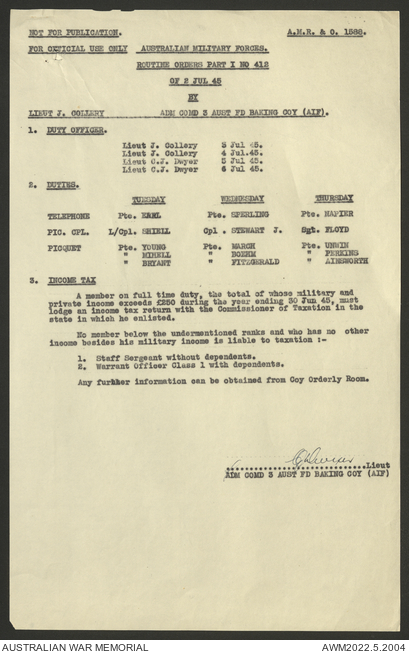 NOT FOR PUBLICATION. A.M.R. & O. 1588.
FOR OFFICIAL USE ONLY AUSTRALIAN MILITARY FORCES.
ROUTINE ORDERS PART I NO 412
OF 2 JUL 45
BY
LIEUT J. COLLERY ADM COMD 3 AUST FD BAKING COY (AIF).
1. DUTY OFFICER.
Lieut J. Collery 3 Jul 45.
Lieut J. Collery 4 Jul.45.
Lieut C.J. Dwyer 5 Jul 45.
Lieut C.J. Dwyer 6 Jul 45.
2. DUTIES.
TUESDAY WEDNESDAY THURSDAY
TELEPHONE Pte. EARL Pte. SPERLING Pte. NAPIER
PIC. CPL. L/Cpl. SHIELL Cpl . STEWART J. Sgt. FLOYD
PICQUET Pte. YOUNG Pte. MARCH Pte. UNWIN
" MIHELL " BOEHM " PERKINS
" BRYANT " FITZGERALD " AINSWORTH
3. INCOME TAX
A member on full time duty, the total of whose military and
private income exceeds £250 during the year ending 30 Jun 45, must
lodge an income tax return with the Commissioner of Taxation in the
state in which he enlisted.
No member below the undermentioned ranks and who has no other
income besides his military income is liable to taxation :-
1. Staff Sergeant without dependents.
2. Warrant Officer Class 1 with dependents.
Any further information can be obtained from Coy Orderly Room.
..........................Lieut
ADM COMD 3 AUST FD BAKING COY (AIF)
AUSTRALIAN WAR MEMORIAL AWM2022.5.2004